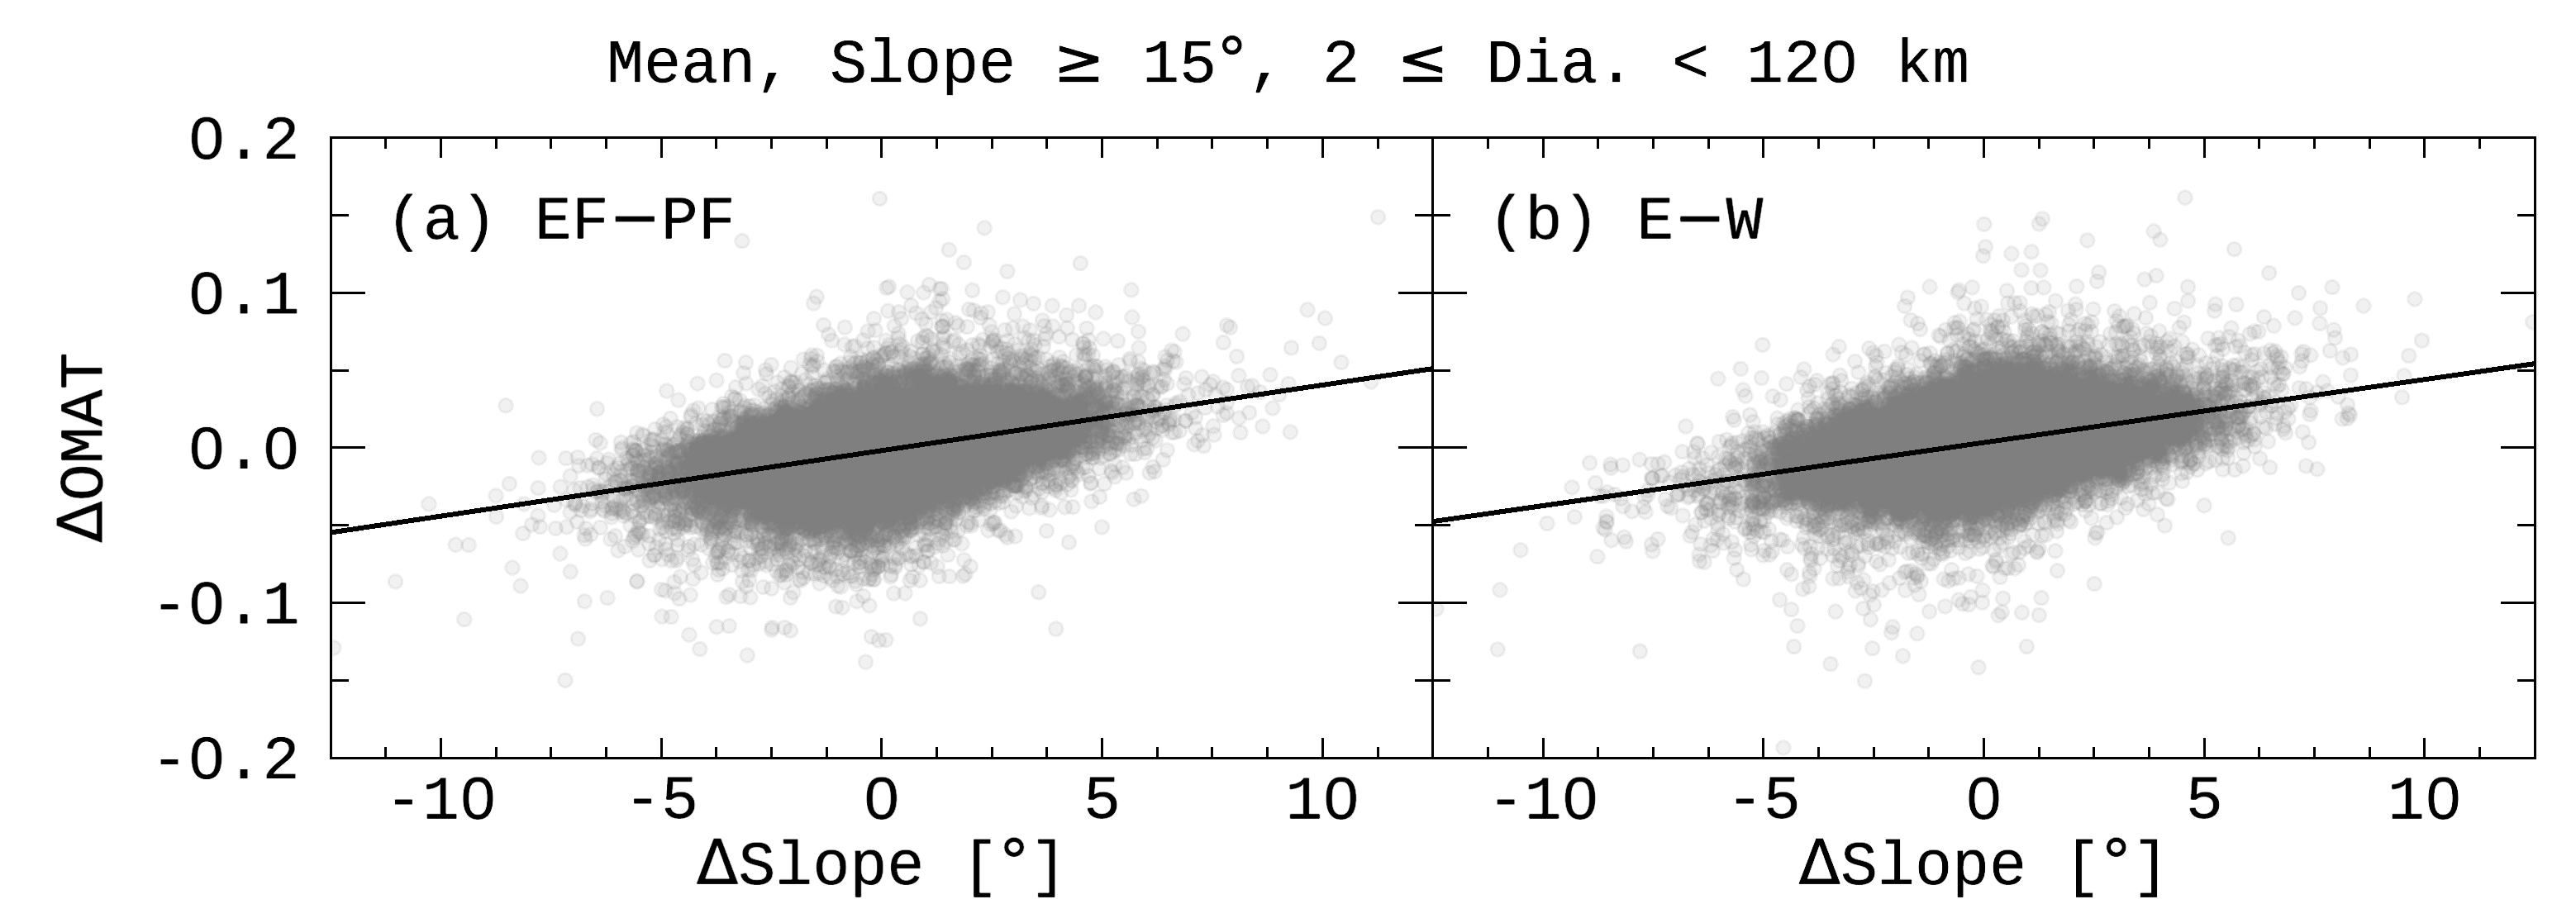 Mean, Slope ≥ 15°, 2 ≤ Dia. < 120 km
0.2
0.1
0.0
-0.1
-0.2
ΔOMAT
(a) EF−PF
(b) E−W
-10 -5 0 5 10
-10 -5 0 5 10
ΔSlope [°]
ΔSlope [°]